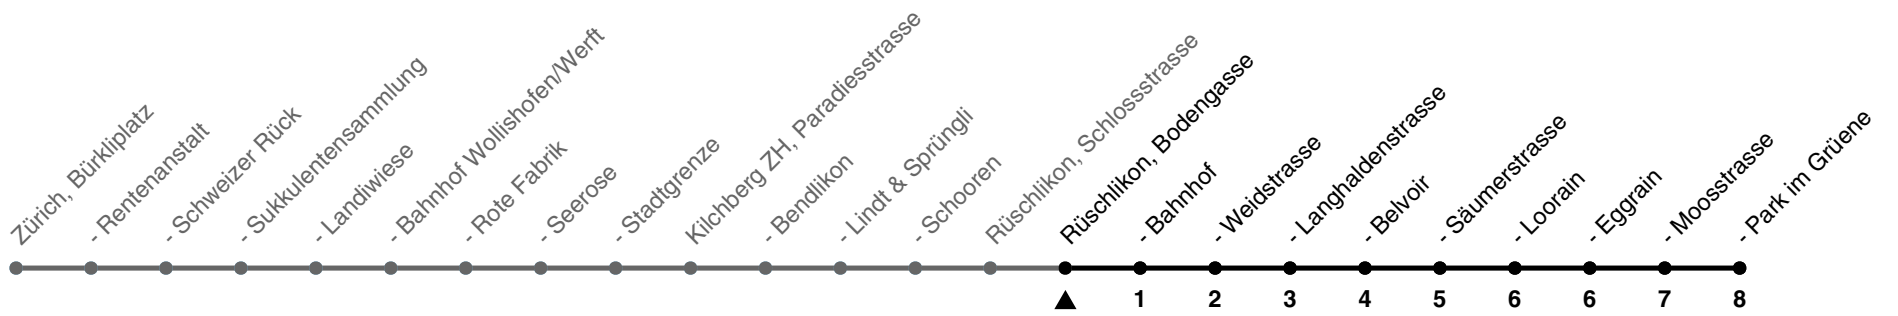 Zürich, Bürkliplatz
- Rentenanstalt
- Schweizer Rück
- Sukkulentensammlung
- Landiwiese
- Bahnhof Wollishofen/Werft
- Rote Fabrik
- Seerose
- Stadtgrenze
Kilchberg ZH, Paradiesstrasse
- Bendlikon
- Lindt & Sprüngli
- Schooren
Rüschlikon, Schlossstrasse
Rüschlikon, Bodengasse
- Bahnhof
- Weidstrasse
- Langhaldenstrasse
- Belvoir
- Säumerstrasse
- Loorain
- Eggrain
- Moosstrasse
- Park im Grüene
1 2 3 4 5 6 6 7 8